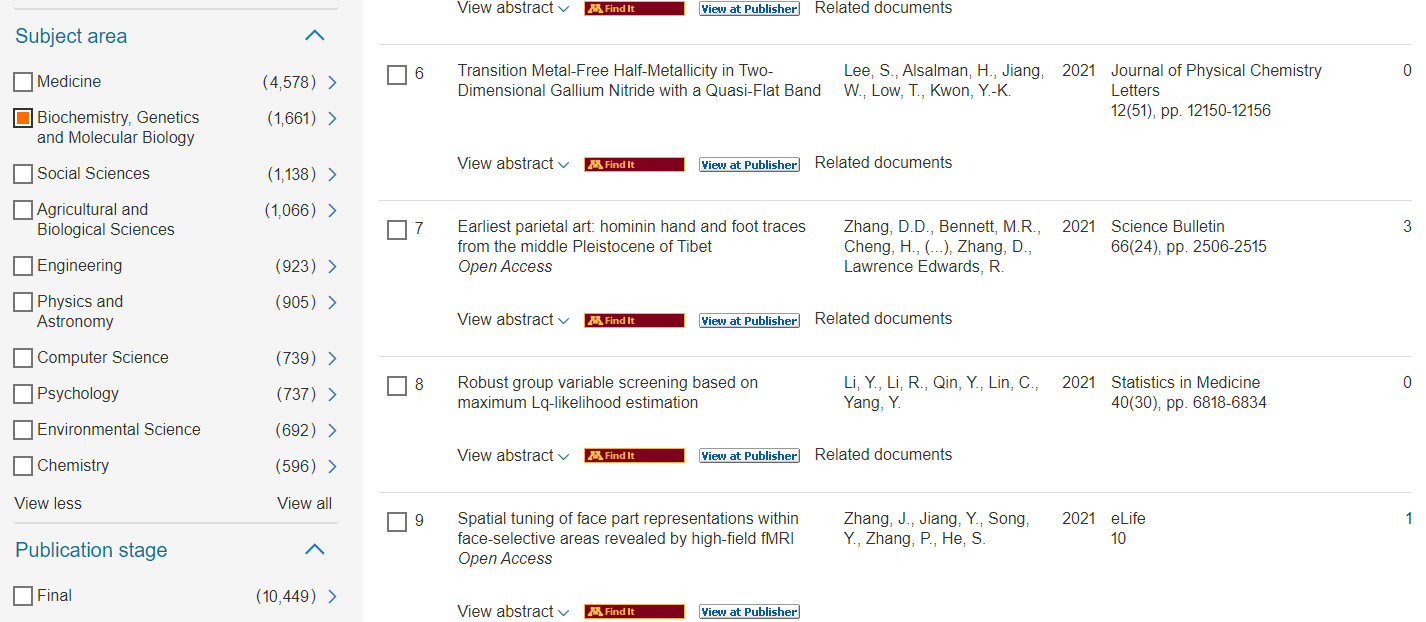 Subject area
Medicine (4,578)
Biochemistry, Genetics (1,661)
and Molecular Biology
Social Sciences (1,138)
Agricultural and (1,066)
Biological Sciences
Engineering (923)
Physics and (905)
Astronomy
Computer Science (739)
Psychology (737)
Environmental Science (692)
Chemistry (596)
View less View all
Publication stage
Final (10,449)
View abstract Find It View at Publisher Related documents
6 Transition Metal-Free Half-Metallicity in Two- Lee, S., Alsalman, H., Jiang, 2021 Journal of Physical Chemistry 0
Dimensional Gallium Nitride with a Quasi-Flat Band W., Low, T., Kwon, Y.-K. Letters
12(51), pp. 12150-12156
View abstract Find It View at Publisher Related documents
7 Earliest parietal art: hominin hand and foot traces Zhang, D.D., Bennett, M.R., 2021 Science Bulletin 3
from the middle Pleistocene of Tibet Cheng, H., (...), Zhang, D., 66(24), pp. 2506-2515
Open Access Lawrence Edwards, R.
View abstract Find It View at Publisher Related documents
8 Robust group variable screening based on Li, Y., Li, R., Qin, Y., Lin, C., 2021 Statistics in Medicine 0
maximum Lq-likelihood estimation Yang, Y. 40(30), pp. 6818-6834
View abstract Find It View at Publisher Related documents
9 Spatial tuning of face part representations within Zhang, J., Jiang, Y., Song, 2021 eLife 1
face-selective areas revealed by high-field fMRI Y., Zhang, P., He, S. 10
Open Access
View abstract Find It View at Publisher